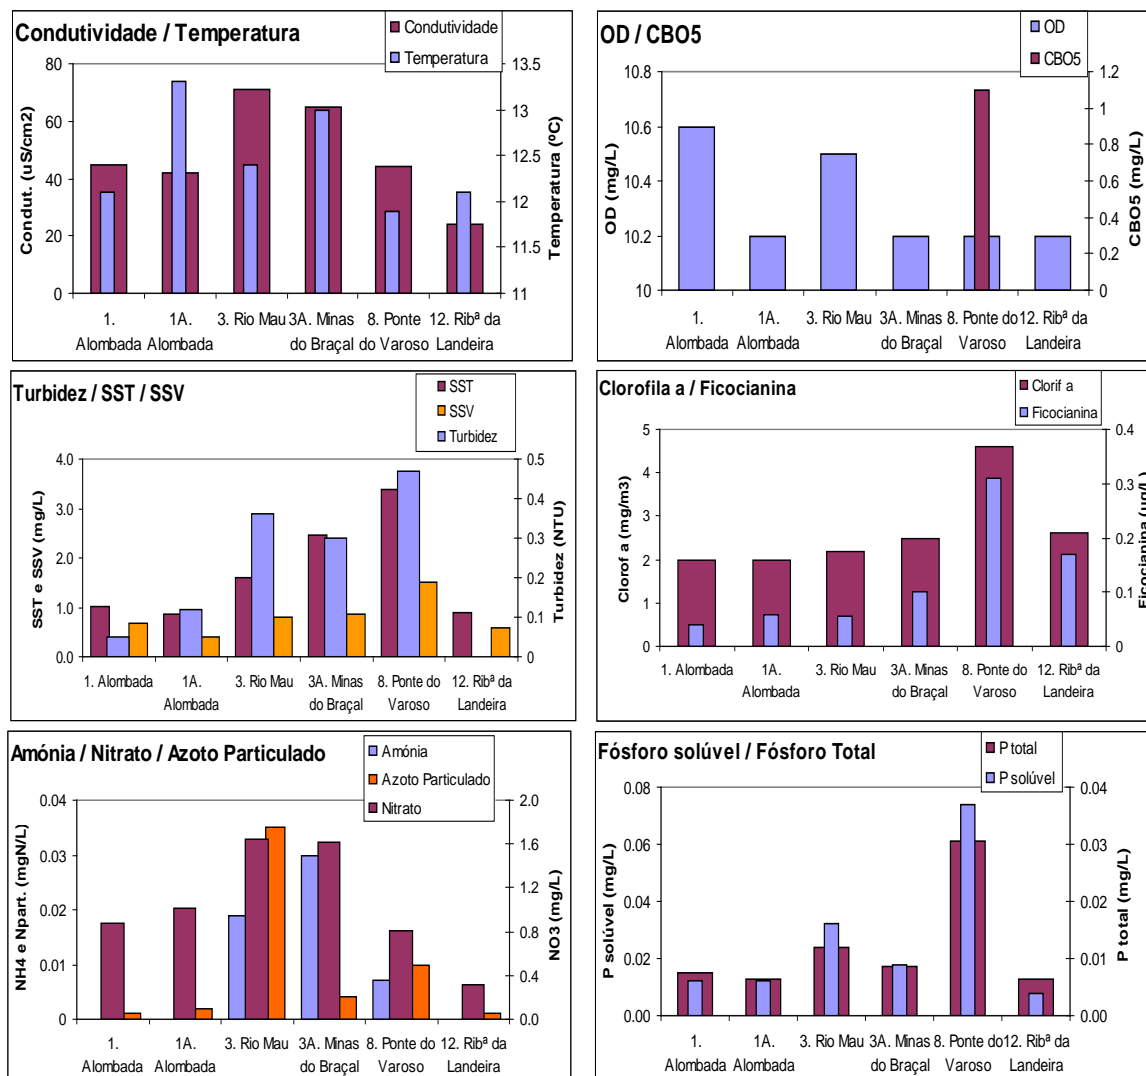 Condutividade / Temperatura
Condutividade
Temperatura
80
60
40
20
0
Condut. (uS/cm2)
13.5
13
12.5
12
11.5
11
Temperatura (ºC)
1. Alombada
1A. Alombada
3. Rio Mau
3A. Minas do Braçal
8. Ponte do Varoso
12. Ribª da Landeira
OD / CBO5
OD
CBO5
10.8
10.6
10.4
10.2
10
OD (mg/L)
1.2
1
0.8
0.6
0.4
0.2
0
CBO5 (mg/L)
1. Alombada
1A. Alombada
3. Rio Mau
3A. Minas do Braçal
8. Ponte do Varoso
12. Ribª da Landeira
Turbidez / SST / SSV
SST
SSV
Turbidez
4.0
3.0
2.0
1.0
0.0
SST e SSV (mg/L)
0.5
0.4
0.3
0.2
0.1
0
Turbidez (NTU)
1. Alombada
1A. Alombada
3. Rio Mau
3A. Minas do Braçal
8. Ponte do Varoso
12. Ribª da Landeira
Clorofila a / Ficocianina
Clorif a
Ficocianina
5
4
3
2
1
0
Clorof a (mg/m3)
0.4
0.3
0.2
0.1
0
Ficocianina (µg/L)
1. Alombada
1A. Alombada
3. Rio Mau
3A. Minas do Braçal
8. Ponte do Varoso
12. Ribª da Landeira
Amónia / Nitrato / Azoto Particulado
Amónia
Azoto Particulado
Nitrato
0.04
0.03
0.02
0.01
0
NH4 e Npart. (mgN/L)
2.0
1.6
1.2
0.8
0.4
0.0
NO3 (mg/L)
1. Alombada
1A. Alombada
3. Rio Mau
3A. Minas do Braçal
8. Ponte do Varoso
12. Ribª da Landeira
Fósforo solúvel / Fósforo Total
P total
P solúvel
0.08
0.06
0.04
0.02
0.00
P solúvel (mg/L)
0.04
0.03
0.02
0.01
0.00
P total (mg/L)
1. Alombada
1A. Alombada
3. Rio Mau
3A. Minas do Braçal
8. Ponte do Varoso
12. Ribª da Landeira